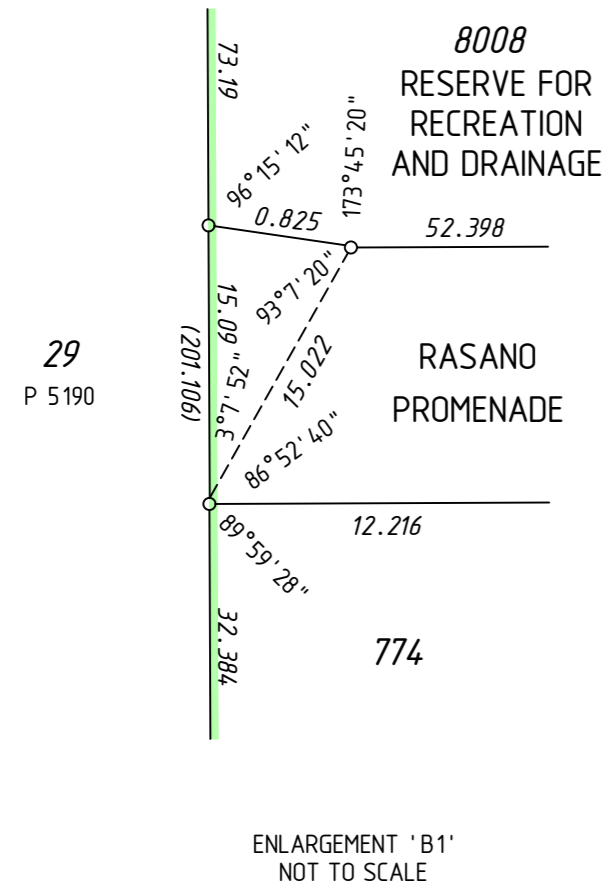 73.19
8008
RESERVE FOR
RECREATION
AND DRAINAGE
96°15'12"
173°45'20"
0.825
52.398
93°7'20"
15.09
(201.106)
29
P 5190
3°7'52"
15.022
RASANO
PROMENADE
86°52'40"
12.216
89°59'28"
32.384
774
ENLARGEMENT 'B1'
NOT TO SCALE